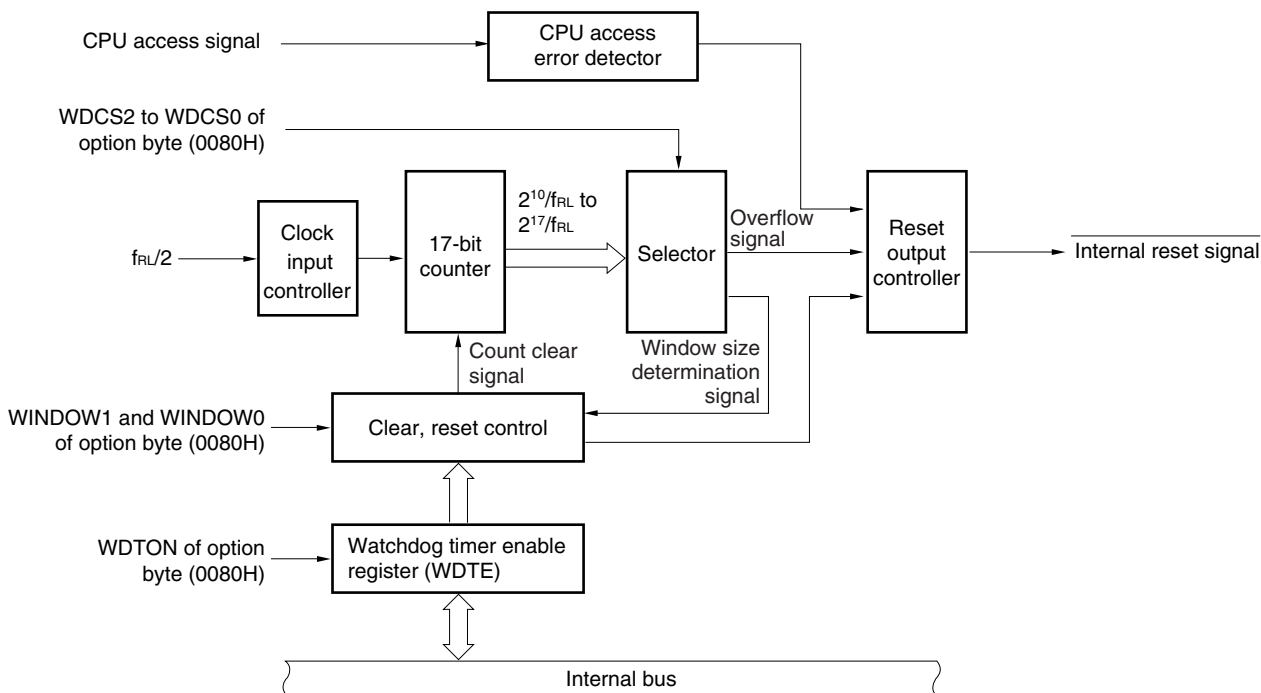 CPU access signal
CPU access
error detector
WDCS2 to WDCS0 of
option byte (0080H)
fRL/2
Clock
input
controller
17-bit
counter
2¹⁰/fRL to
2¹⁷/fRL
Selector
Overflow
signal
Reset
output
controller
Internal reset signal
Count clear
signal
Window size
determination
signal
WINDOW1 and WINDOW0
of option byte (0080H)
Clear, reset control
WDTON of option
byte (0080H)
Watchdog timer enable
register (WDTE)
Internal bus